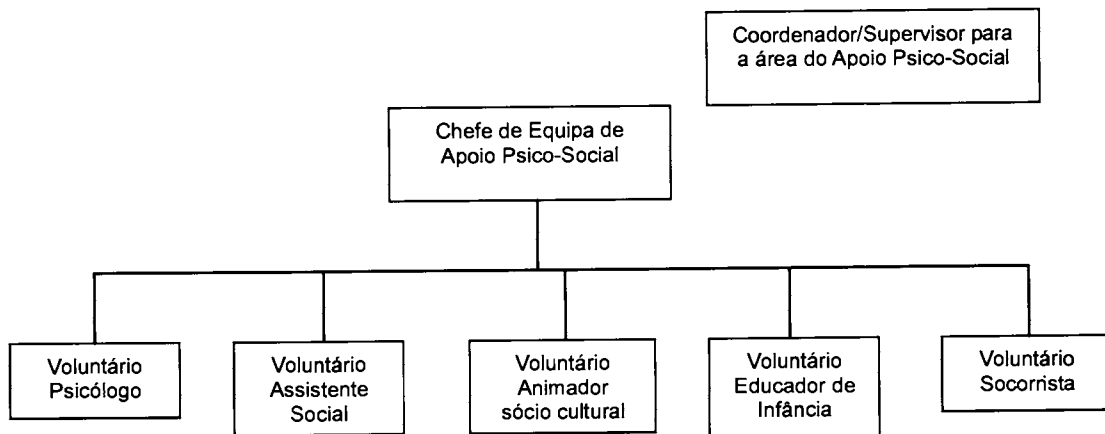 Coordenador/Supervisor para
a área do Apoio Psico-Social
Chefe de Equipa de
Apoio Psico-Social
Voluntário
Psicólogo
Voluntário
Assistente
Social
Voluntário
Animador
sócio cultural
Voluntário
Educador de
Infância
Voluntário
Socorrista